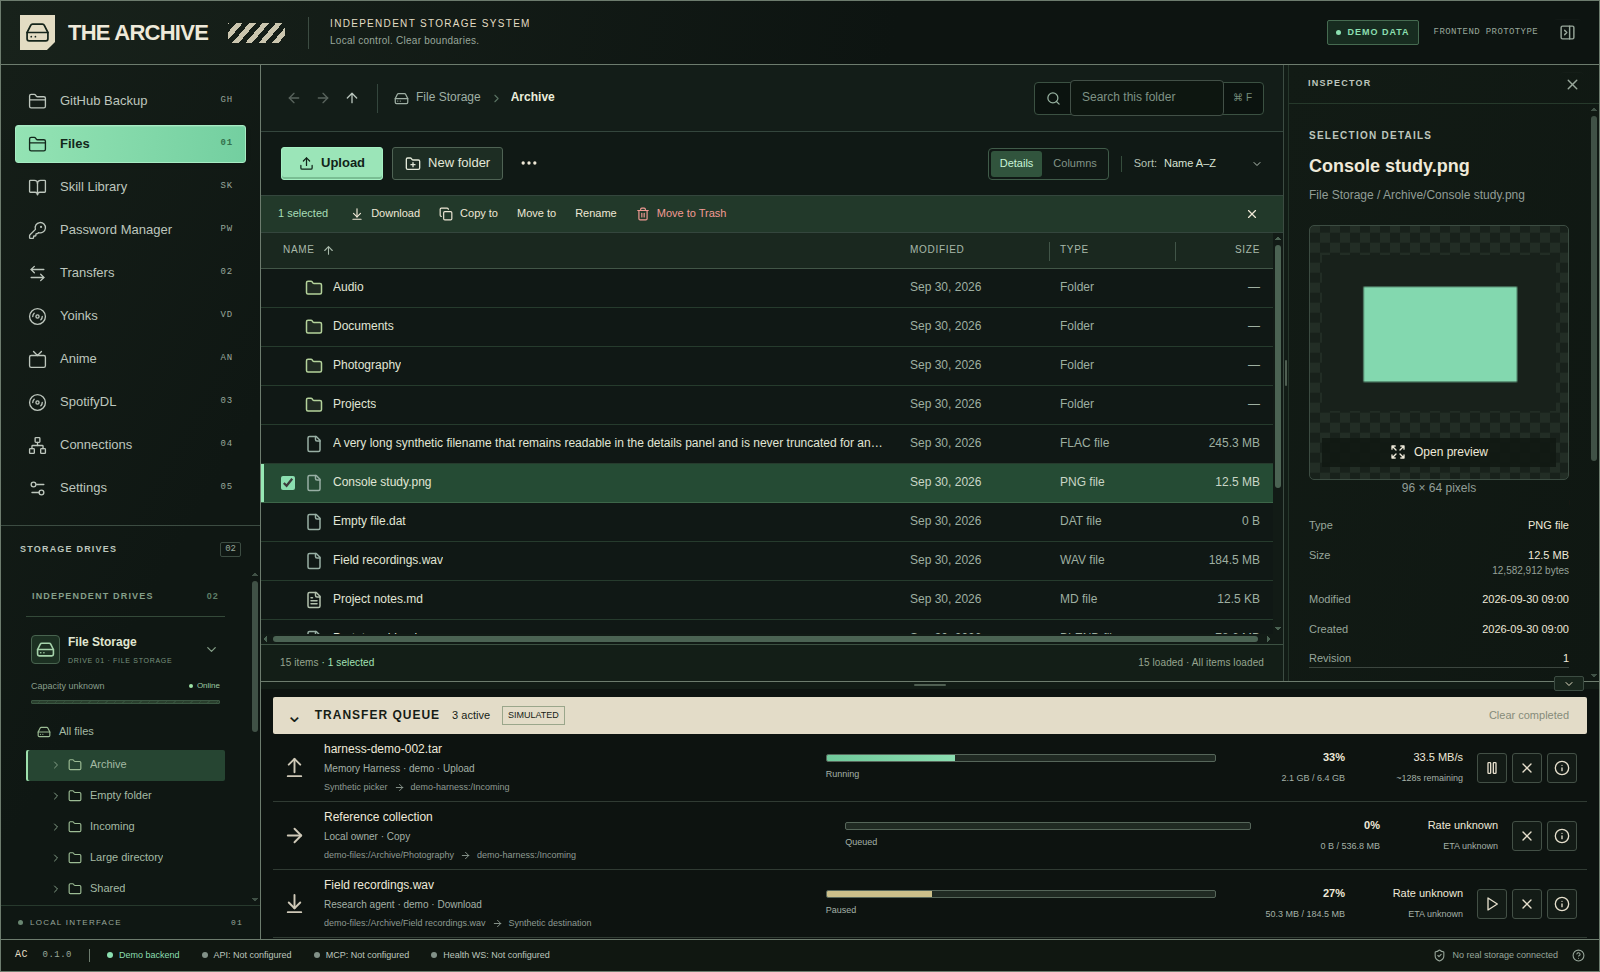 THE ARCHIVE
INDEPENDENT STORAGE SYSTEM
Local control. Clear boundaries.
DEMO DATA
FRONTEND PROTOTYPE
GitHub Backup GH
Files 01
Skill Library SK
Password Manager PW
Transfers 02
Yoinks VD
Anime AN
SpotifyDL 03
Connections 04
Settings 05
STORAGE DRIVES 02
INDEPENDENT DRIVES 02
File Storage
DRIVE 01 · FILE STORAGE
Capacity unknown Online
All files
Archive
Empty folder
Incoming
Large directory
Shared
LOCAL INTERFACE 01
File Storage Archive
Search this folder ⌘ F
Upload New folder
Details Columns Sort: Name A–Z
1 selected Download Copy to Move to Rename Move to Trash
NAME MODIFIED TYPE SIZE
Audio Sep 30, 2026 Folder —
Documents Sep 30, 2026 Folder —
Photography Sep 30, 2026 Folder —
Projects Sep 30, 2026 Folder —
A very long synthetic filename that remains readable in the details panel and is never truncated for an… Sep 30, 2026 FLAC file 245.3 MB
Console study.png Sep 30, 2026 PNG file 12.5 MB
Empty file.dat Sep 30, 2026 DAT file 0 B
Field recordings.wav Sep 30, 2026 WAV file 184.5 MB
Project notes.md Sep 30, 2026 MD file 12.5 KB
15 items · 1 selected 15 loaded · All items loaded
INSPECTOR
SELECTION DETAILS
Console study.png
File Storage / Archive/Console study.png
Open preview
96 × 64 pixels
Type PNG file
Size 12.5 MB
12,582,912 bytes
Modified 2026-09-30 09:00
Created 2026-09-30 09:00
Revision 1
TRANSFER QUEUE 3 active SIMULATED Clear completed
harness-demo-002.tar
Memory Harness · demo · Upload
Synthetic picker demo-harness:/Incoming
Running
33% 33.5 MB/s
2.1 GB / 6.4 GB ~128s remaining
Reference collection
Local owner · Copy
demo-files:/Archive/Photography demo-harness:/Incoming
Queued
0% Rate unknown
0 B / 536.8 MB ETA unknown
Field recordings.wav
Research agent · demo · Download
demo-files:/Archive/Field recordings.wav Synthetic destination
Paused
27% Rate unknown
50.3 MB / 184.5 MB ETA unknown
AC 0.1.0 Demo backend API: Not configured MCP: Not configured Health WS: Not configured No real storage connected